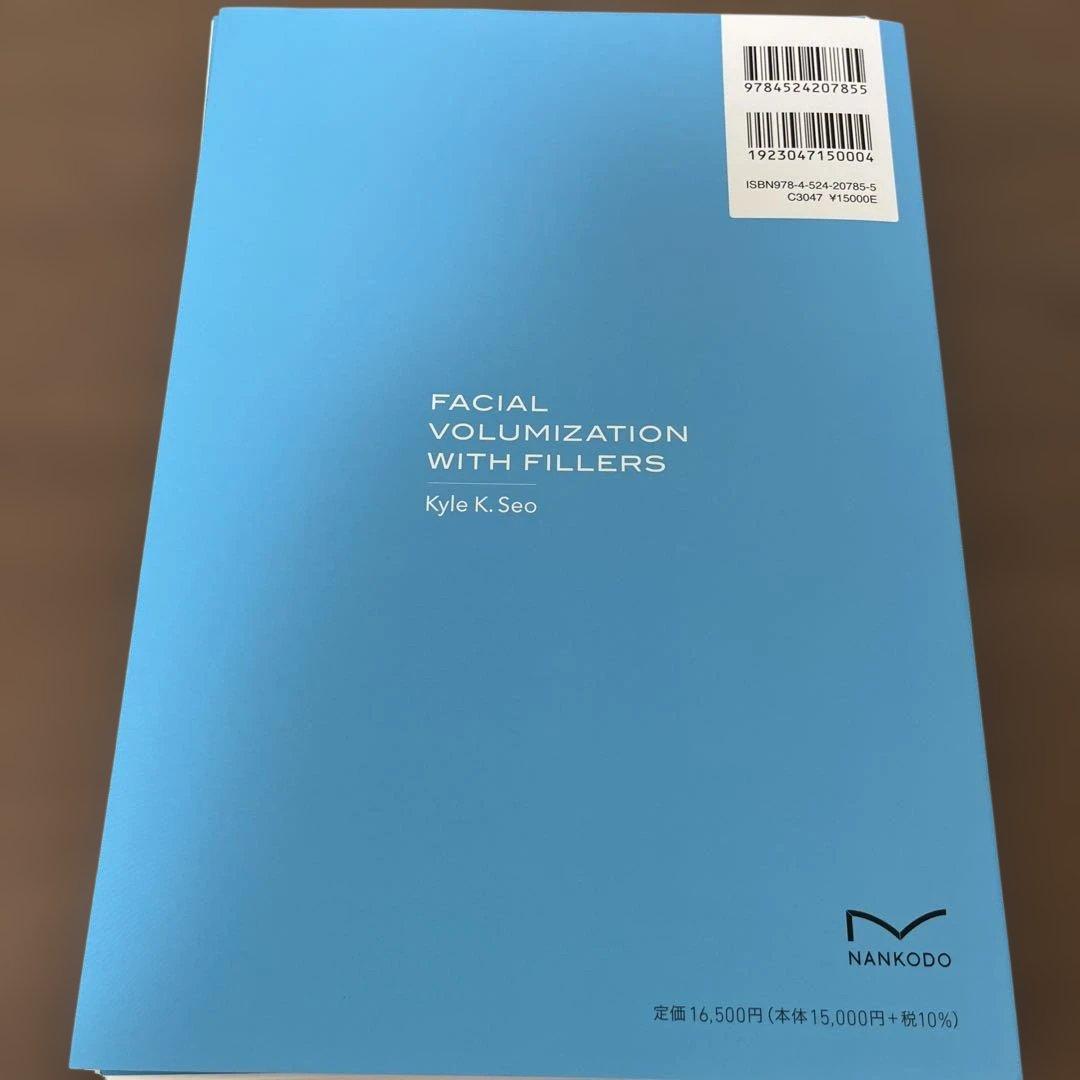 9784524207855
1923047150004
ISBN978-4-524-20785-5
C3047 ¥15000E
FACIAL
VOLUMIZATION
WITH FILLERS
Kyle K. Seo
NANKODO
定価16,500円(本体15,000円+税10%)